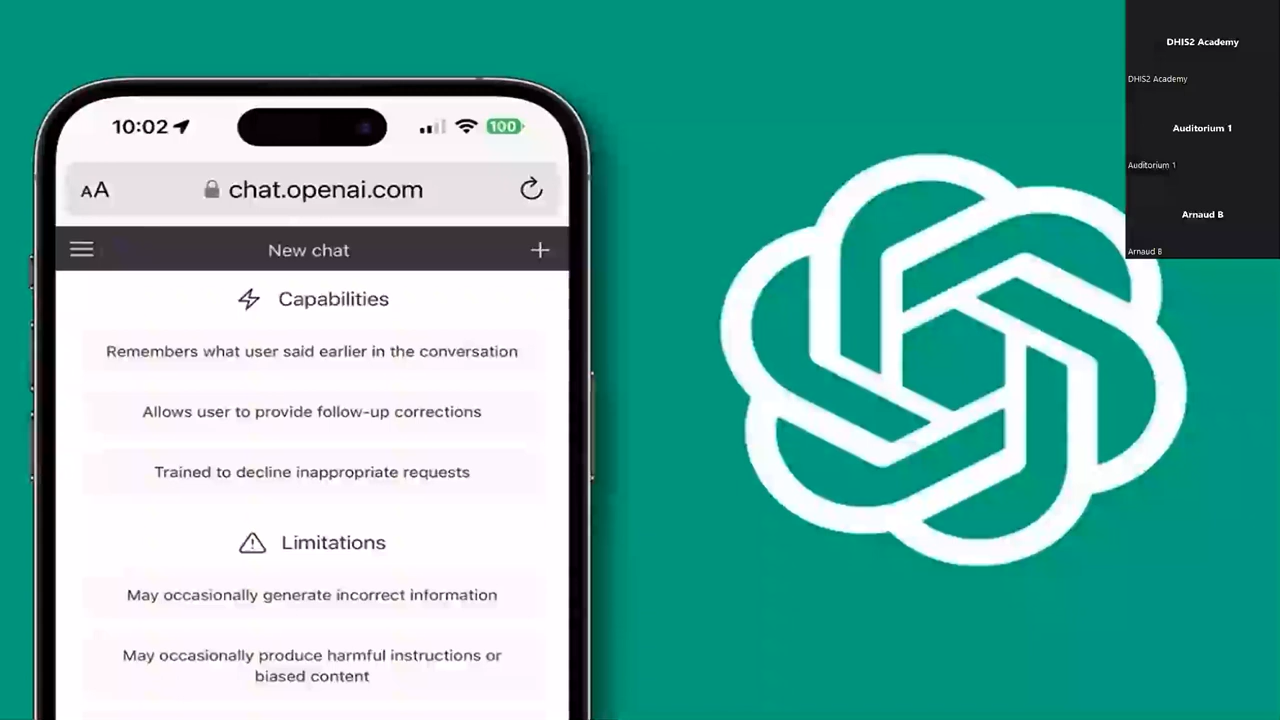 10:02
100
AA
chat.openai.com
New chat
Capabilities
Remembers what user said earlier in the conversation
Allows user to provide follow-up corrections
Trained to decline inappropriate requests
Limitations
May occasionally generate incorrect information
May occasionally produce harmful instructions or
biased content
DHIS2 Academy
DHIS2 Academy
Auditorium 1
Auditorium 1
Arnaud B
Arnaud B